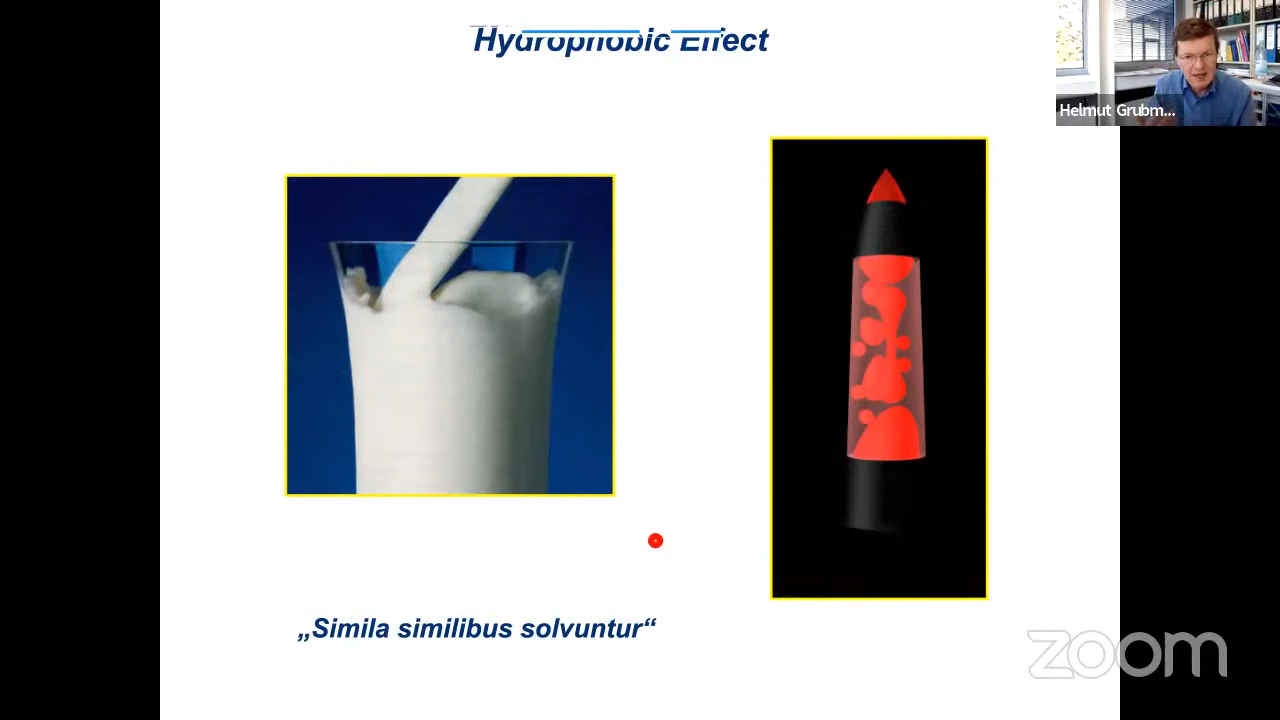 Hydrophobic Effect
Helmut Grubm...
„Simila similibus solvuntur“
zoom